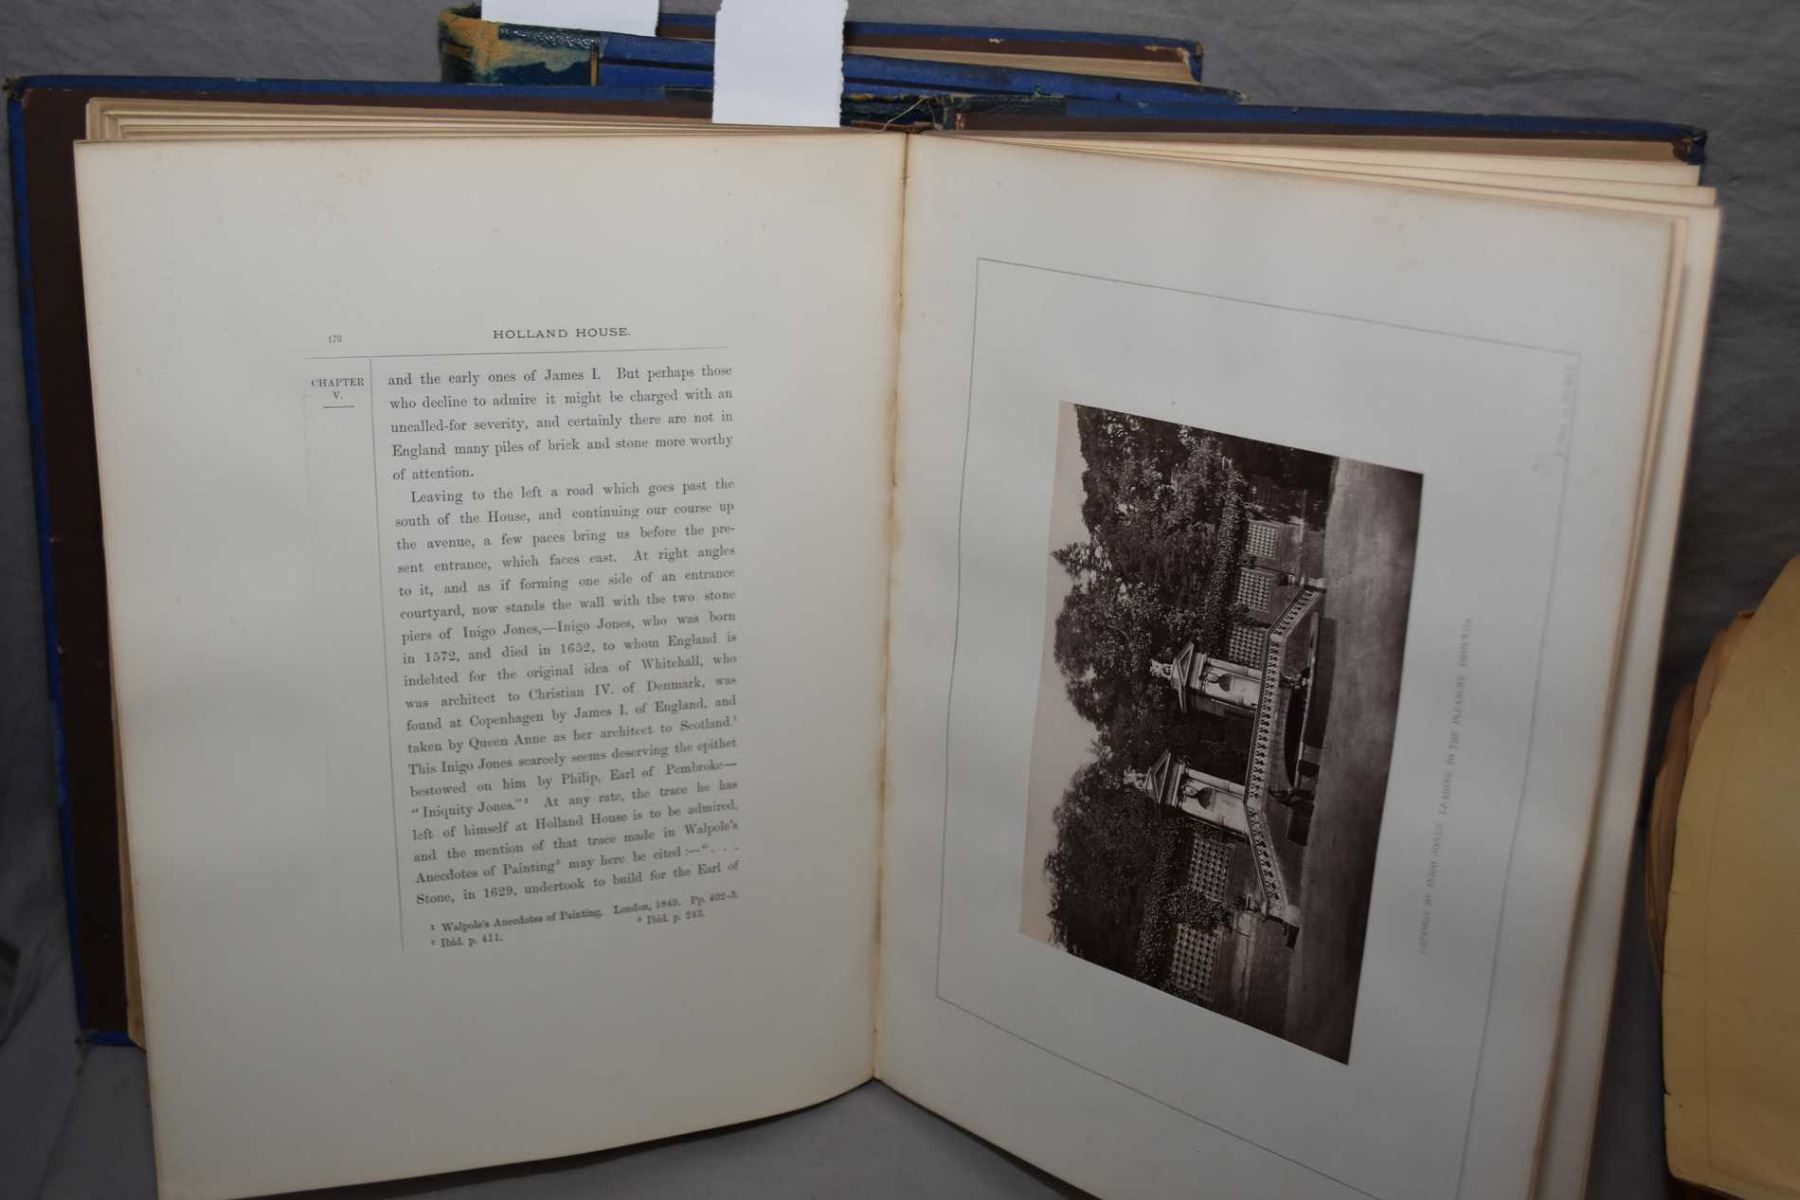 170
HOLLAND HOUSE.
CHAPTER
V.
and the early ones of James I. But perhaps those
who decline to admire it might be charged with an
uncalled-for severity, and certainly there are not in
England many piles of brick and stone more worthy
of attention.
Leaving to the left a road which goes past the
south of the House, and continuing our course up
the avenue, a few paces bring us before the pre-
sent entrance, which faces east. At right angles
to it, and as if forming one side of an entrance
courtyard, now stands the wall with the two stone
piers of Inigo Jones,—Inigo Jones, who was born
in 1572, and died in 1652, to whom England is
indebted for the original idea of Whitehall, who
was architect to Christian IV. of Denmark, was
found at Copenhagen by James I. of England, and
taken by Queen Anne as her architect to Scotland.¹
This Inigo Jones scarcely seems deserving the epithet
bestowed on him by Philip, Earl of Pembroke—
“Iniquity Jones.”² At any rate, the trace he has
left of himself at Holland House is to be admired,
and the mention of that trace made in Walpole's
Anecdotes of Painting³ may here be cited:—“. . .
Stone, in 1629, undertook to build for the Earl of
¹ Walpole's Anecdotes of Painting. London, 1849. Pp. 402-3.
² Ibid. p. 411. ³ Ibid. p. 243.
GATEWAY BY INIGO JONES, LEADING TO THE PLEASURE GROUNDS.